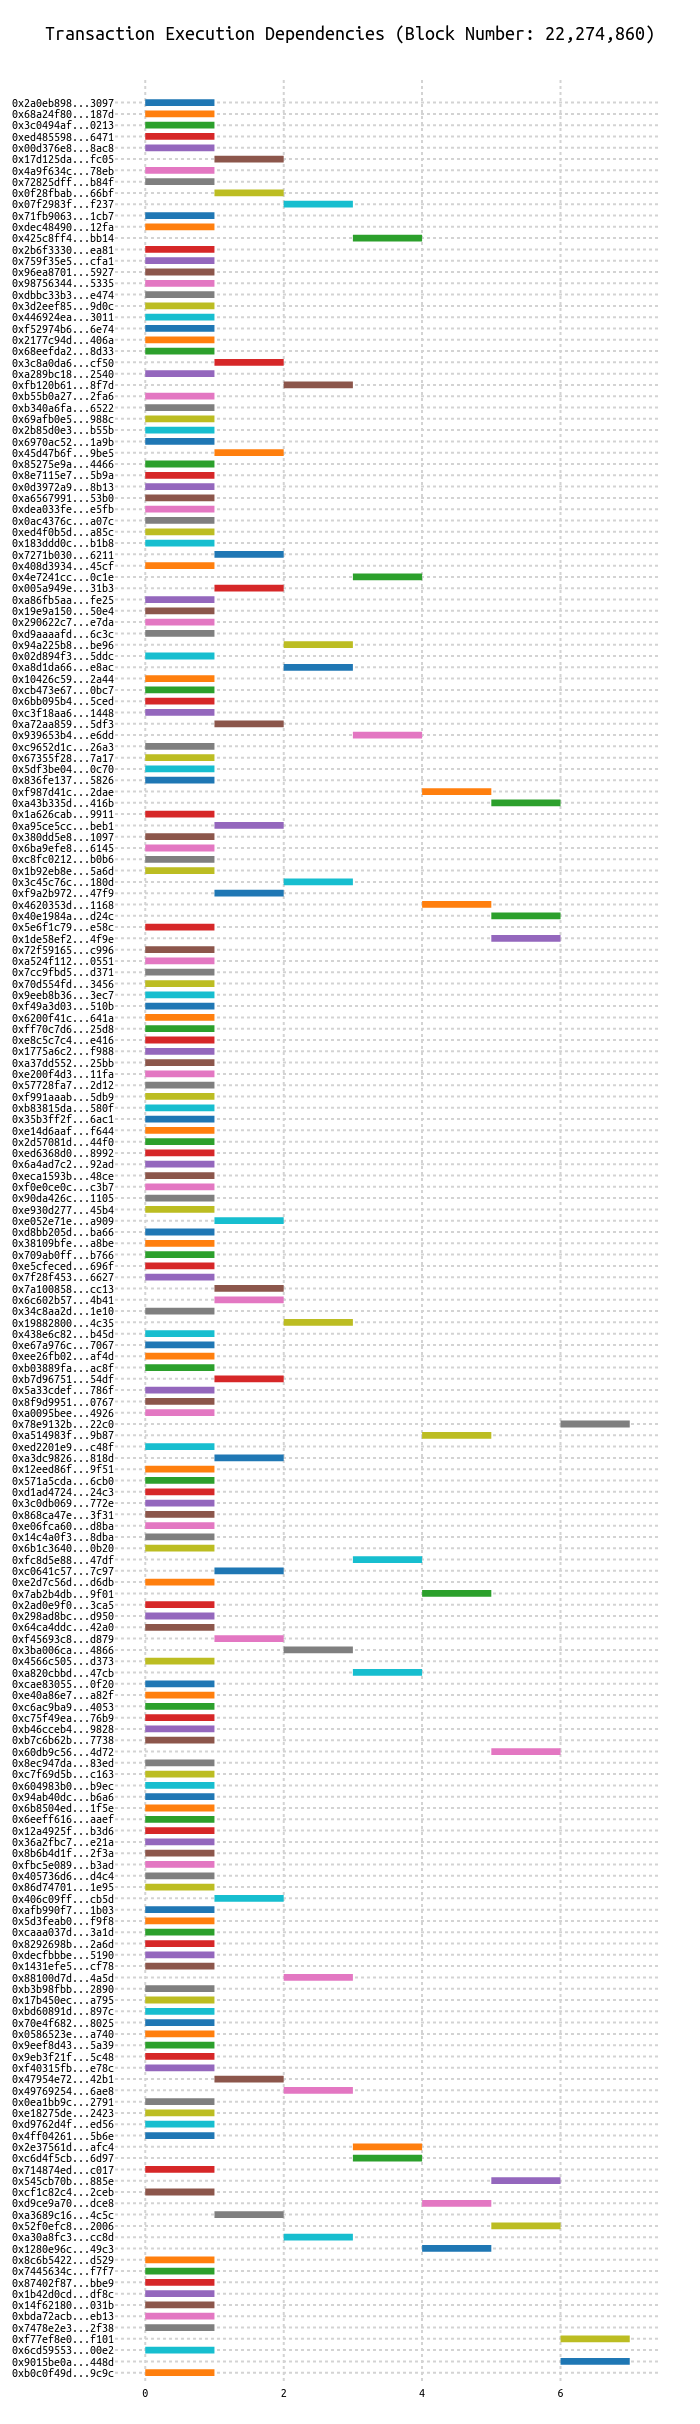 Transaction Execution Dependencies (Block Number: 22,274,860)
0x2a0eb898...3097
0x68a24f80...187d
0x3c0494af...0213
0xed485598...6471
0x00d376e8...8ac8
0x17d125da...fc05
0x4a9f634c...78eb
0x72825dff...b84f
0x0f28fbab...66bf
0x07f2983f...f237
0x71fb9063...1cb7
0xdec48490...12fa
0x425c8ff4...bb14
0x2b6f3330...ea81
0x759f35e5...cfa1
0x96ea8701...5927
0x98756344...5335
0xdbbc33b3...e474
0x3d2eef85...9d0c
0x446924ea...3011
0xf52974b6...6e74
0x2177c94d...406a
0x68eefda2...8d33
0x3c8a0da6...cf50
0xa289bc18...2540
0xfb120b61...8f7d
0xb55b0a27...2fa6
0xb340a6fa...6522
0x69afb0e5...988c
0x2b85d0e3...b55b
0x6970ac52...1a9b
0x45d47b6f...9be5
0x85275e9a...4466
0x8e7115e7...5b9a
0x0d3972a9...8b13
0xa6567991...53b0
0xdea033fe...e5fb
0x0ac4376c...a07c
0xed4f0b5d...a85c
0x183ddd0c...b1b8
0x7271b030...6211
0x408d3934...45cf
0x4e7241cc...0c1e
0x005a949e...31b3
0xa86fb5aa...fe25
0x19e9a150...50e4
0x290622c7...e7da
0xd9aaaafd...6c3c
0x94a225b8...be96
0x02d894f3...5ddc
0xa8d1da66...e8ac
0x10426c59...2a44
0xcb473e67...0bc7
0x6bb095b4...5ced
0xc3f18aa6...1448
0xa72aa859...5df3
0x939653b4...e6dd
0xc9652d1c...26a3
0x67355f28...7a17
0x5df3be04...0c70
0x836fe137...5826
0xf987d41c...2dae
0xa43b335d...416b
0x1a626cab...9911
0xa95ce5cc...beb1
0x380dd5e8...1097
0x6ba9efe8...6145
0xc8fc0212...b0b6
0x1b92eb8e...5a6d
0x3c45c76c...180d
0xf9a2b972...47f9
0x4620353d...1168
0x40e1984a...d24c
0x5e6f1c79...e58c
0x1de58ef2...4f9e
0x72f59165...c996
0xa524f112...0551
0x7cc9fbd5...d371
0x70d554fd...3456
0x9eeb8b36...3ec7
0xf49a3d03...510b
0x6200f41c...641a
0xff70c7d6...25d8
0xe8c5c7c4...e416
0x1775a6c2...f988
0xa37dd552...25bb
0xe200f4d3...11fa
0x57728fa7...2d12
0xf991aaab...5db9
0xb83815da...580f
0x35b3ff2f...6ac1
0xe14d6aaf...f644
0x2d57081d...44f0
0xed6368d0...8992
0x6a4ad7c2...92ad
0xeca1593b...48ce
0xf0e0ce0c...c3b7
0x90da426c...1105
0xe930d277...45b4
0xe052e71e...a909
0xd8bb205d...ba66
0x38109bfe...a8be
0x709ab0ff...b766
0xe5cfeced...696f
0x7f28f453...6627
0x7a100858...cc13
0x6c602b57...4b41
0x34c8aa2d...1e10
0x19882800...4c35
0x438e6c82...b45d
0xe67a976c...7067
0xee26fb02...af4d
0xb03889fa...ac8f
0xb7d96751...54df
0x5a33cdef...786f
0x8f9d9951...0767
0xa0095bee...4926
0x78e9132b...22c0
0xa514983f...9b87
0xed2201e9...c48f
0xa3dc9826...818d
0x12eed86f...9f51
0x571a5cda...6cb0
0xd1ad4724...24c3
0x3c0db069...772e
0x868ca47e...3f31
0xe06fca60...d8ba
0x14c4a0f3...8dba
0x6b1c3640...0b20
0xfc8d5e88...47df
0xc0641c57...7c97
0xe2d7c56d...d6db
0x7ab2b4db...9f01
0x2ad0e9f0...3ca5
0x298ad8bc...d950
0x64ca4ddc...42a0
0xf45693c8...d879
0x3ba006ca...4866
0x4566c505...d373
0xa820cbbd...47cb
0xcae83055...0f20
0xe40a86e7...a82f
0xc6ac9ba9...4053
0xc75f49ea...76b9
0xb46cceb4...9828
0xb7c6b62b...7738
0x60db9c56...4d72
0x8ec947da...83ed
0xc7f69d5b...c163
0x604983b0...b9ec
0x94ab40dc...b6a6
0x6b8504ed...1f5e
0x6eeff616...aaef
0x12a4925f...b3d6
0x36a2fbc7...e21a
0x8b6b4d1f...2f3a
0xfbc5e089...b3ad
0x405736d6...d4c4
0x86d74701...1e95
0x406c09ff...cb5d
0xafb990f7...1b03
0x5d3feab0...f9f8
0xcaaa037d...3a1d
0x8292698b...2a6d
0xdecfbbbe...5190
0x1431efe5...cf78
0x88100d7d...4a5d
0xb3b98fbb...2890
0x17b450ec...a795
0xbd60891d...897c
0x70e4f682...8025
0x0586523e...a740
0x9eef8d43...5a39
0x9eb3f21f...5c48
0xf40315fb...e78c
0x47954e72...42b1
0x49769254...6ae8
0x0ea1bb9c...2791
0xe18275de...2423
0xd9762d4f...ed56
0x4ff04261...5b6e
0x2e37561d...afc4
0xc6d4f5cb...6d97
0x714874ed...c017
0x545cb70b...885e
0xcf1c82c4...2ceb
0xd9ce9a70...dce8
0xa3689c16...4c5c
0x52f0efc8...2006
0xa30a8fc3...cc8d
0x1280e96c...49c3
0x8c6b5422...d529
0x7445634c...f7f7
0x87402f87...bbe9
0x1b42d0cd...df8c
0x14f62180...031b
0xbda72acb...eb13
0x7478e2e3...2f38
0xf77ef8e0...f101
0x6cd59553...00e2
0x9015be0a...448d
0xb0c0f49d...9c9c
0 2 4 6